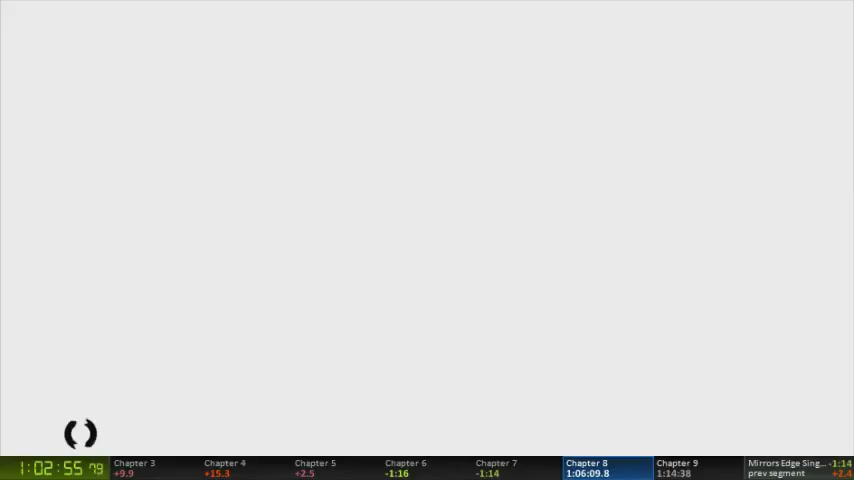 1:02:55 79
Chapter 3
+9.9
Chapter 4
+15.3
Chapter 5
+2.5
Chapter 6
-1:16
Chapter 7
-1:14
Chapter 8
1:06:09.8
Chapter 9
1:14:38
Mirrors Edge Sing... -1:14
prev segment +2.4